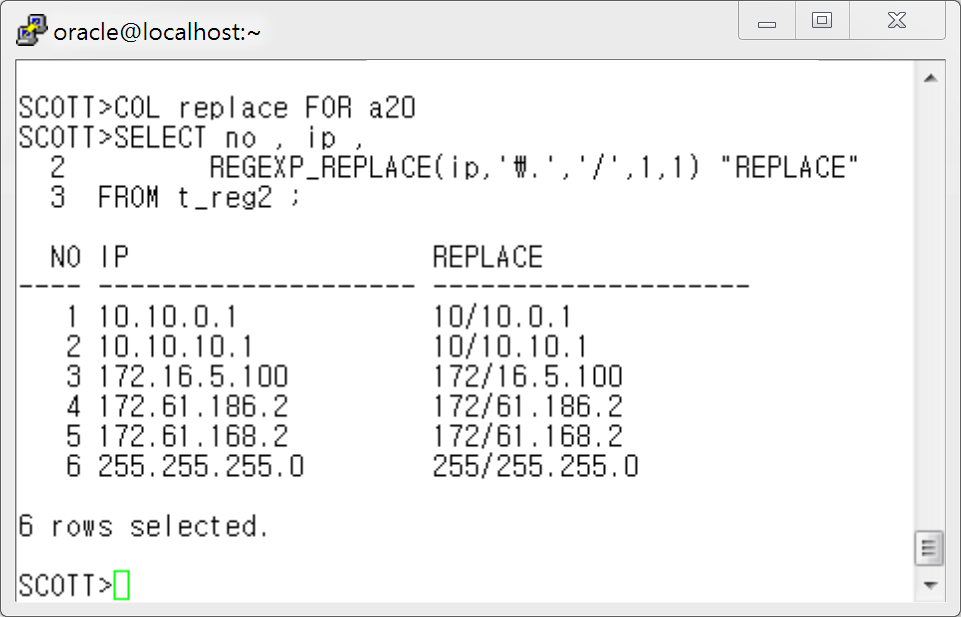 oracle@localhost:~
SCOTT>COL replace FOR a20
SCOTT>SELECT no , ip ,
  2         REGEXP_REPLACE(ip,'₩.','/',1,1) "REPLACE"
  3  FROM t_reg2 ;
  NO IP                   REPLACE
---- -------------------- --------------------
   1 10.10.0.1            10/10.0.1
   2 10.10.10.1           10/10.10.1
   3 172.16.5.100         172/16.5.100
   4 172.61.186.2         172/61.186.2
   5 172.61.168.2         172/61.168.2
   6 255.255.255.0        255/255.255.0
6 rows selected.
SCOTT>